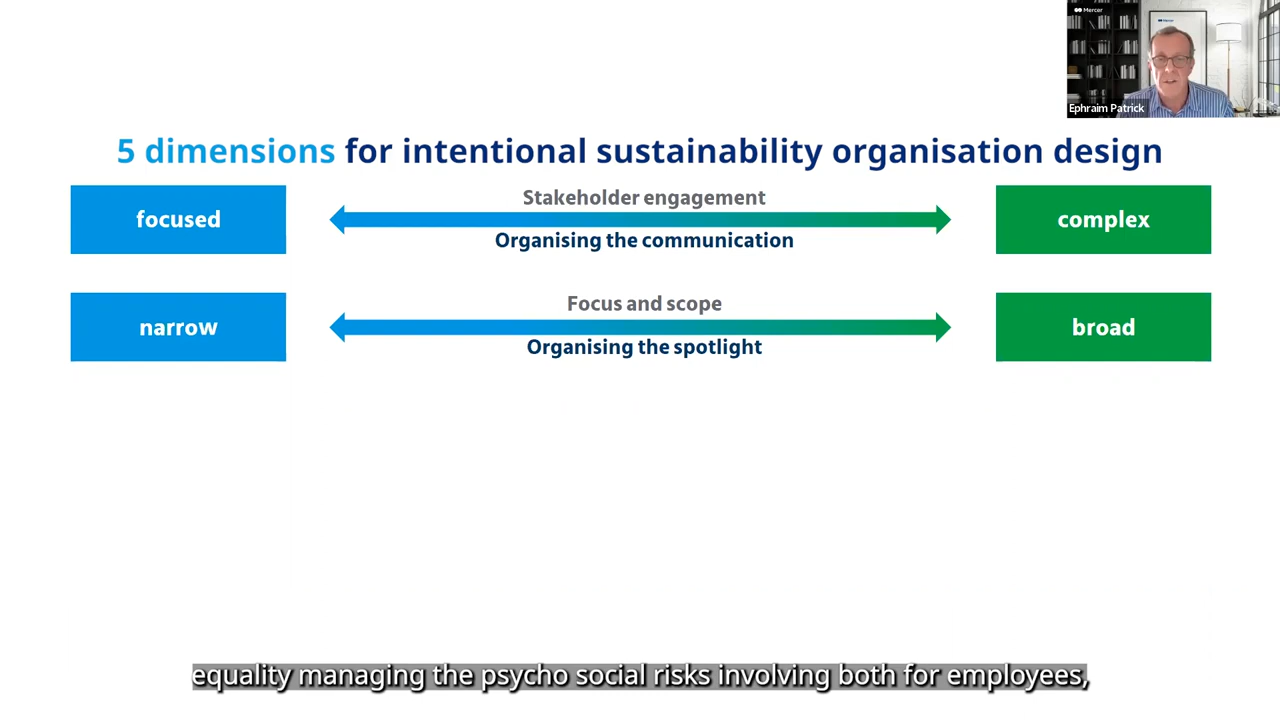 Mercer
Mercer
Ephraim Patrick
5 dimensions for intentional sustainability organisation design
focused
Stakeholder engagement
Organising the communication
complex
narrow
Focus and scope
Organising the spotlight
broad
equality managing the psycho social risks involving both for employees,